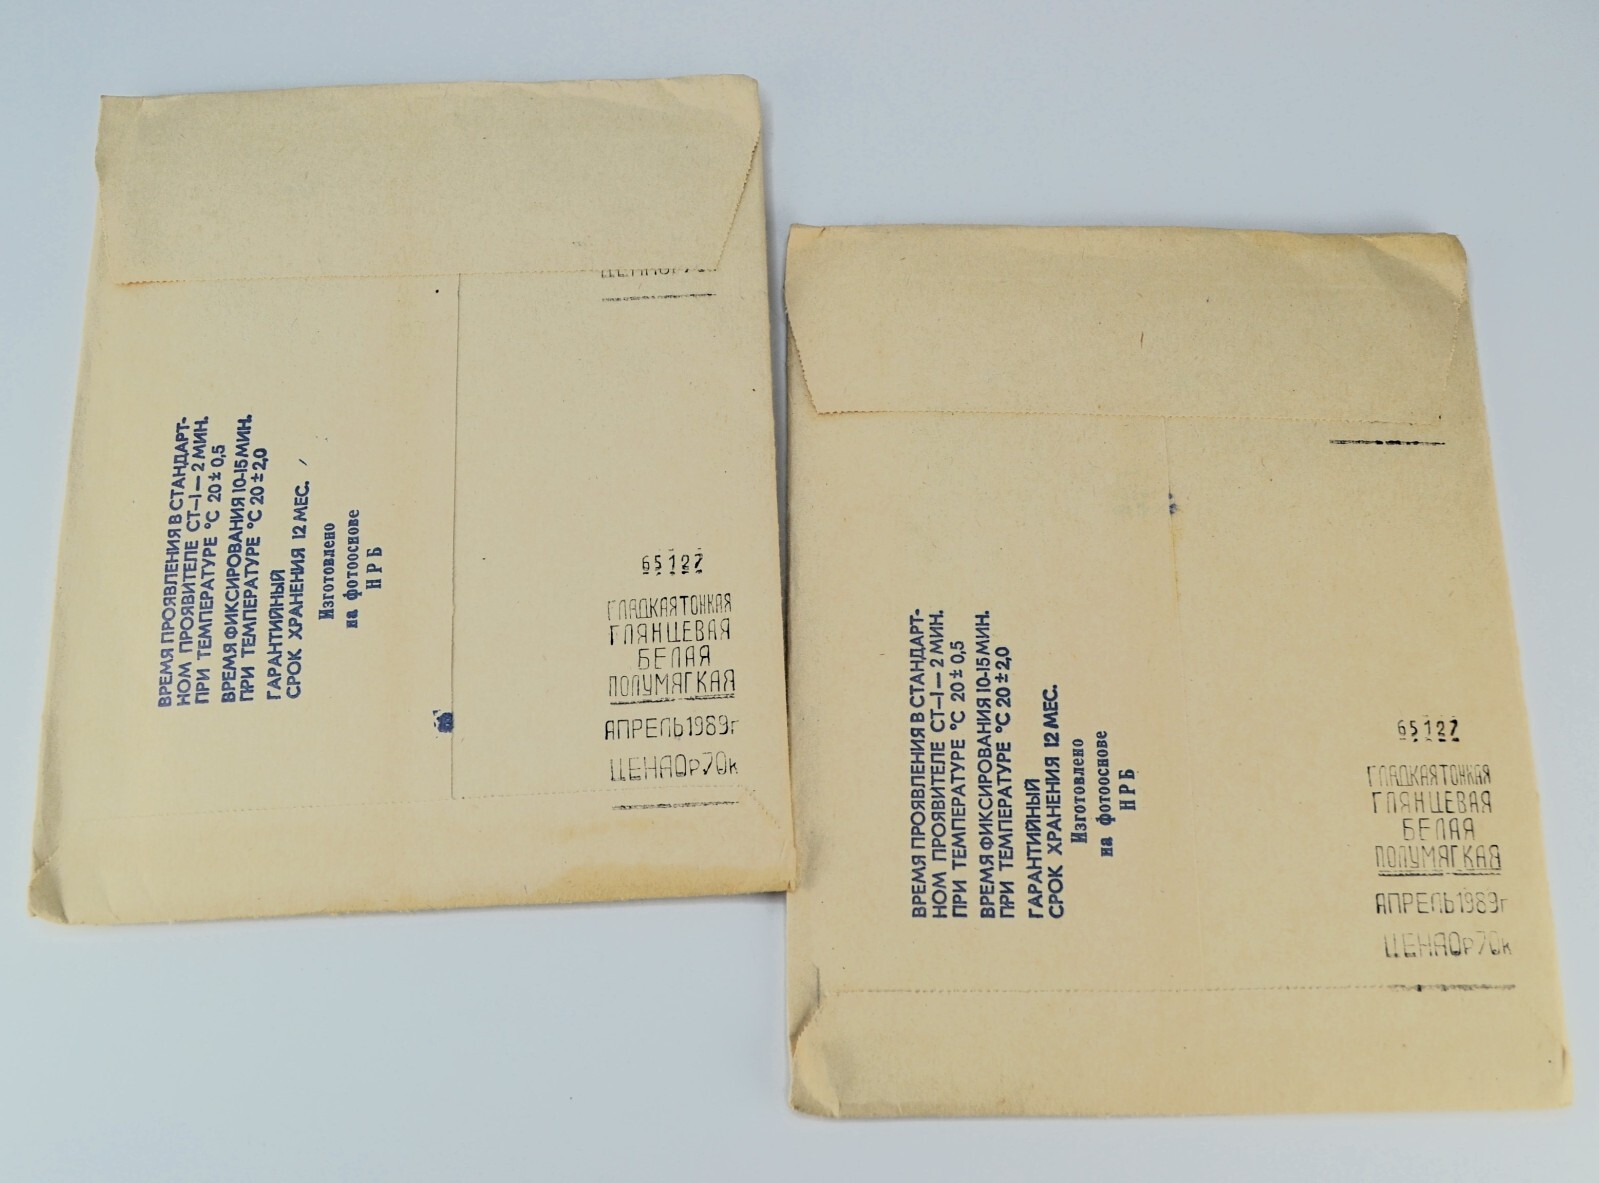 ВРЕМЯ ПРОЯВЛЕНИЯ В СТАНДАРТ-
НОМ ПРОЯВИТЕЛЕ СТ—1— 2 МИН.
ПРИ ТЕМПЕРАТУРЕ °С 20 ± 0,5
ВРЕМЯ ФИКСИРОВАНИЯ 10-15 МИН.
ПРИ ТЕМПЕРАТУРЕ °С 20 ± 2,0
ГАРАНТИЙНЫЙ
СРОК ХРАНЕНИЯ 12 МЕС.
Изготовлено
на фотооснове
НРБ
65127
ГЛАДКАЯ ТОНКАЯ
ГЛЯНЦЕВАЯ
БЕЛАЯ
ПОЛУМЯГКАЯ
АПРЕЛЬ 1989г
ЦЕНА 0р70к
ВРЕМЯ ПРОЯВЛЕНИЯ В СТАНДАРТ-
НОМ ПРОЯВИТЕЛЕ СТ—1— 2 МИН.
ПРИ ТЕМПЕРАТУРЕ °С 20 ± 0,5
ВРЕМЯ ФИКСИРОВАНИЯ 10-15 МИН.
ПРИ ТЕМПЕРАТУРЕ °С 20 ± 2,0
ГАРАНТИЙНЫЙ
СРОК ХРАНЕНИЯ 12 МЕС.
Изготовлено
на фотооснове
НРБ
65127
ГЛАДКАЯ ТОНКАЯ
ГЛЯНЦЕВАЯ
БЕЛАЯ
ПОЛУМЯГКАЯ
АПРЕЛЬ 1989г
ЦЕНА 0р70к